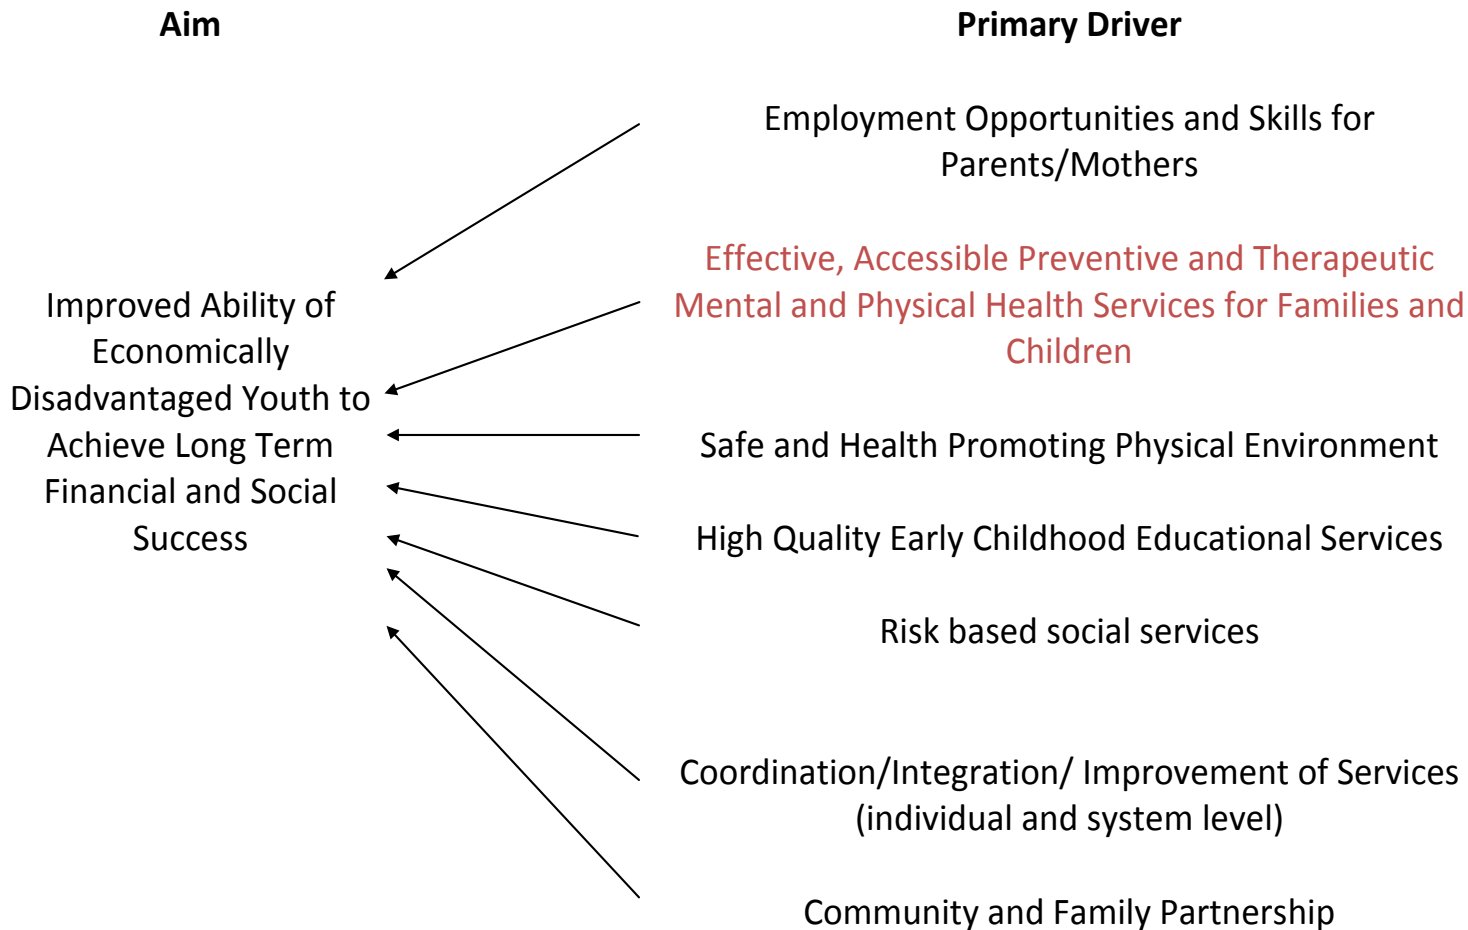 Aim
Primary Driver
Employment Opportunities and Skills for
Parents/Mothers
Effective, Accessible Preventive and Therapeutic
Mental and Physical Health Services for Families and
Children
Improved Ability of
Economically
Disadvantaged Youth to
Achieve Long Term
Financial and Social
Success
Safe and Health Promoting Physical Environment
High Quality Early Childhood Educational Services
Risk based social services
Coordination/Integration/ Improvement of Services
(individual and system level)
Community and Family Partnership